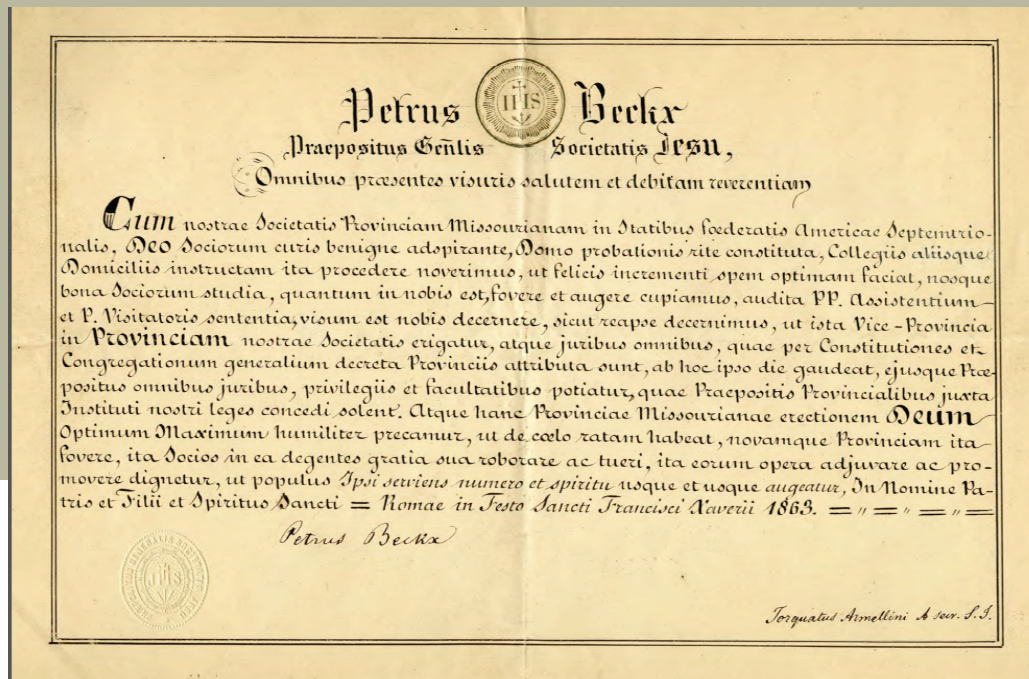 Petrus IHS Beckx
Praepositus Gen̄lis Societatis Jesu,
Omnibus præsentes visuris salutem et debitam reverentiam
Cum nostrae Societatis Provinciam Missourianam in Statibus fœderatis Americae Septemtrio-
nalis, Deo Sociorum curis benigne adspirante, Domo probationis rite constituta, Collegiis aliisque
Domiciliis instructam ita procedere noverimus, ut felicis incrementi spem optimam faciat, nosque
bona Sociorum studia, quantum in nobis est, fovere et augere cupianus, audita PP. Assistentium
et P. Visitatoris sententia, visum est nobis decernere, sicut reapse decernimus, ut ista Vice-Provincia
in Provinciam nostrae Societatis erigatur, atque juribus omnibus, quae per Constitutiones et
Congregationum generalium decreta Provinciis attributa sunt, ab hoc ipso die gaudeat, ejusque Præ-
positus omnibus juribus, privilegiis et facultatibus potiatur, quae Praepositis Provincialibus juxta
Instituti nostri leges concedi solent. Atque hanc Provinciae Missourianae erectionem Deum
Optimum Maximum humiliter precamur, ut de cœlo ratam habeat, novamque Provinciam ita
fovere, ita Socios in ea degentes gratia sua roborare ac tueri, ita eorum opera adjuvare ac pro-
movere dignetur, ut populus Ipsi serviens numero et spiritu usque et usque augeatur, In Nomine Pa-
tris et Filii et Spiritus Sancti = Romae in Festo Sancti Francisci Xaverii 1863. = " = " = " =
Petrus Beckx
IHS
Torquatus Armellini A secr. S.J.